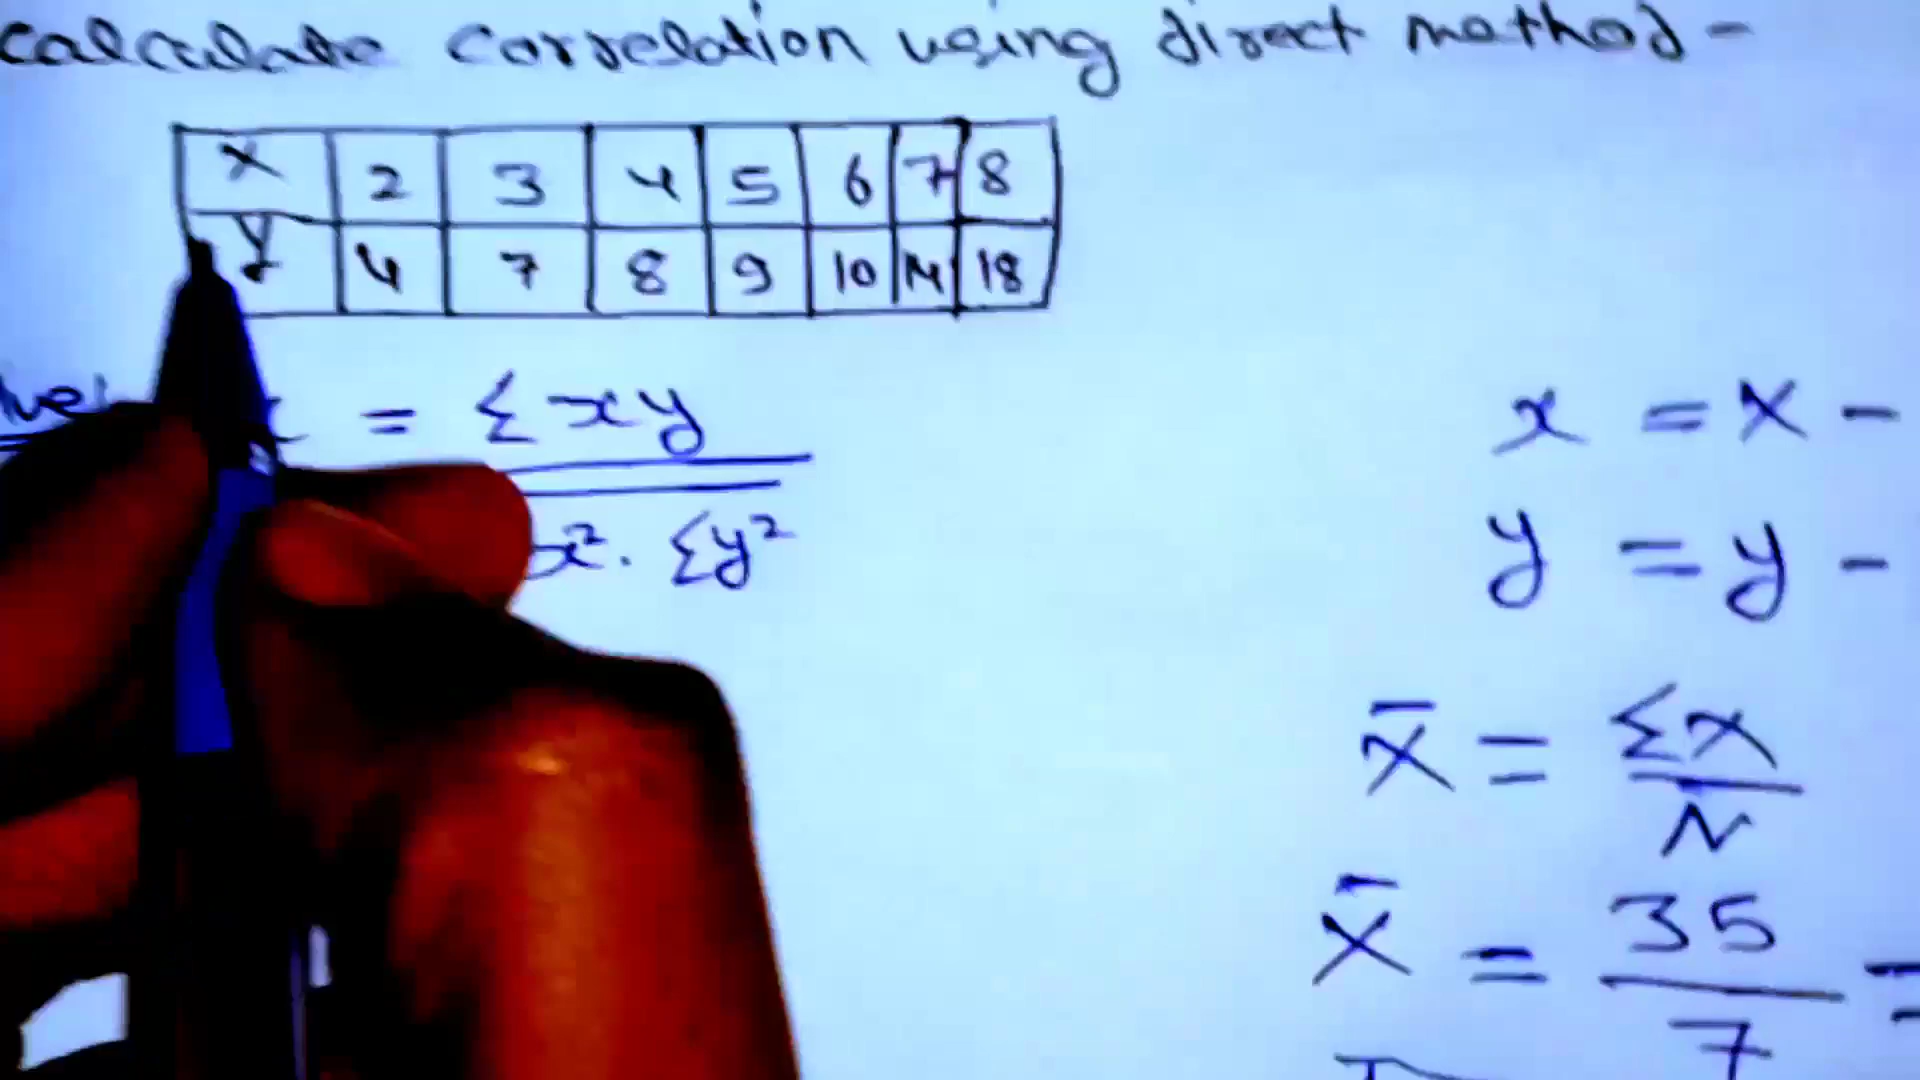 calculate correlation using direct method -
X 2 3 4 5 6 7 8
Y 4 7 8 9 10 14 18
= Σxy
x². Σy²
x = X -
y = y -
X̄ = ΣX
N
X̄ = 35 =
7